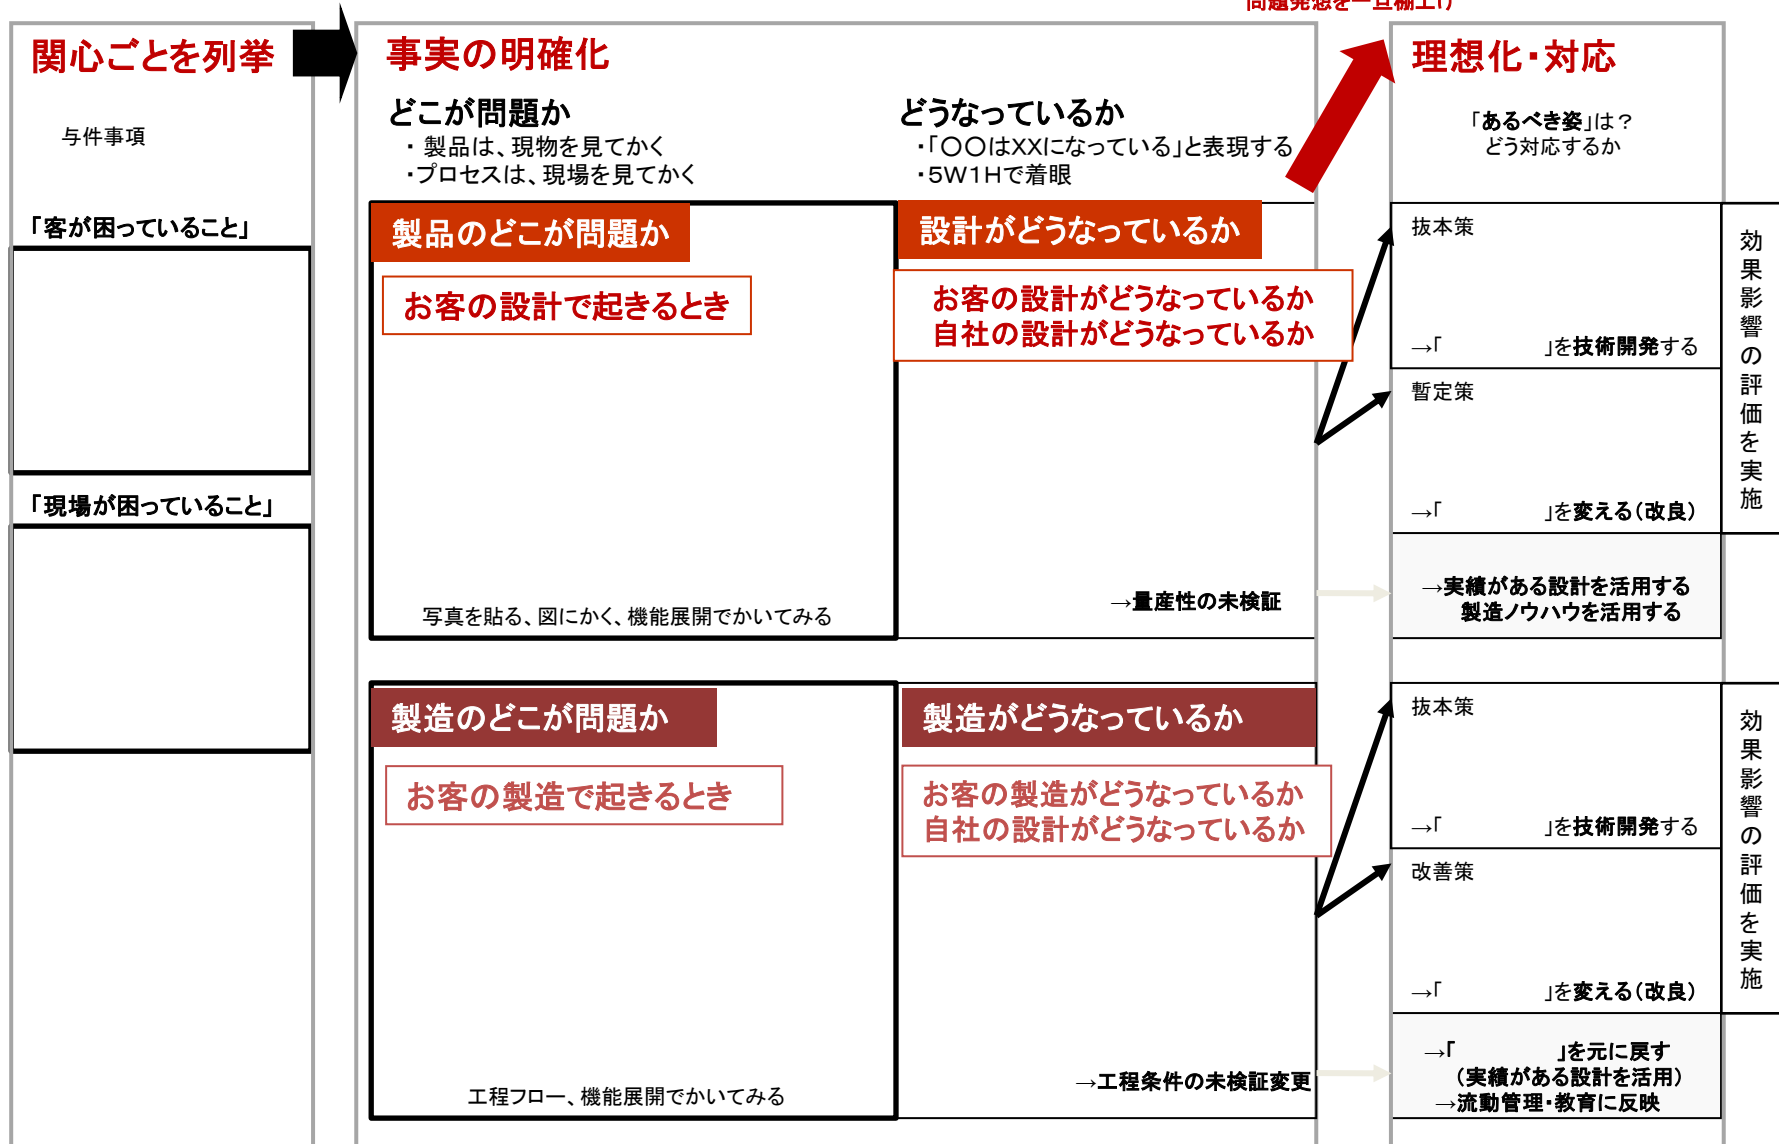 問題発想を一旦棚上げ
関心ごとを列挙
与件事項
「客が困っていること」
「現場が困っていること」
事実の明確化
どこが問題か
・ 製品は、現物を見てかく
・プロセスは、現場を見てかく
どうなっているか
・「〇〇はXXになっている」と表現する
・5W1Hで着眼
製品のどこが問題か
お客の設計で起きるとき
写真を貼る、図にかく、機能展開でかいてみる
設計がどうなっているか
お客の設計がどうなっているか
自社の設計がどうなっているか
→量産性の未検証
製造のどこが問題か
お客の製造で起きるとき
工程フロー、機能展開でかいてみる
製造がどうなっているか
お客の製造がどうなっているか
自社の設計がどうなっているか
→工程条件の未検証変更
理想化・対応
「あるべき姿」は？
どう対応するか
抜本策
→「　　　　　」を技術開発する
暫定策
→「　　　　　」を変える（改良）
→実績がある設計を活用する
製造ノウハウを活用する
効果影響の評価を実施
抜本策
→「　　　　　」を技術開発する
改善策
→「　　　　　」を変える（改良）
→「　　　　　」を元に戻す
（実績がある設計を活用）
→流動管理・教育に反映
効果影響の評価を実施